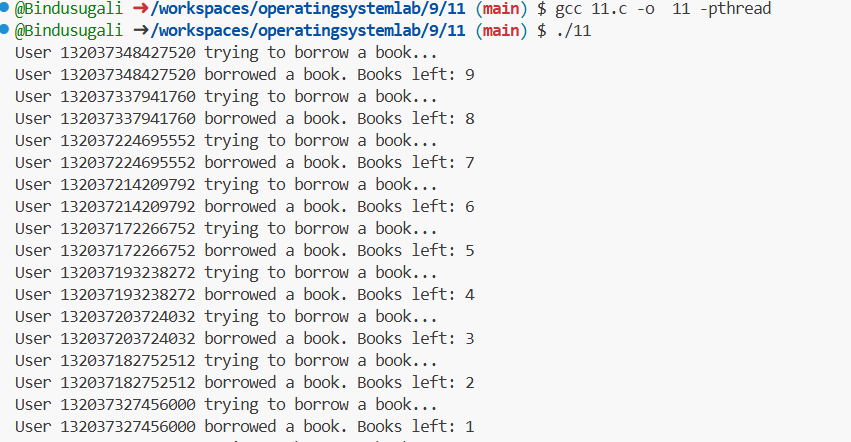 @Bindusugali ➜/workspaces/operatingsystemlab/9/11 (main) $ gcc 11.c -o  11 -pthread
@Bindusugali ➜/workspaces/operatingsystemlab/9/11 (main) $ ./11
User 132037348427520 trying to borrow a book...
User 132037348427520 borrowed a book. Books left: 9
User 132037337941760 trying to borrow a book...
User 132037337941760 borrowed a book. Books left: 8
User 132037224695552 trying to borrow a book...
User 132037224695552 borrowed a book. Books left: 7
User 132037214209792 trying to borrow a book...
User 132037214209792 borrowed a book. Books left: 6
User 132037172266752 trying to borrow a book...
User 132037172266752 borrowed a book. Books left: 5
User 132037193238272 trying to borrow a book...
User 132037193238272 borrowed a book. Books left: 4
User 132037203724032 trying to borrow a book...
User 132037203724032 borrowed a book. Books left: 3
User 132037182752512 trying to borrow a book...
User 132037182752512 borrowed a book. Books left: 2
User 132037327456000 trying to borrow a book...
User 132037327456000 borrowed a book. Books left: 1